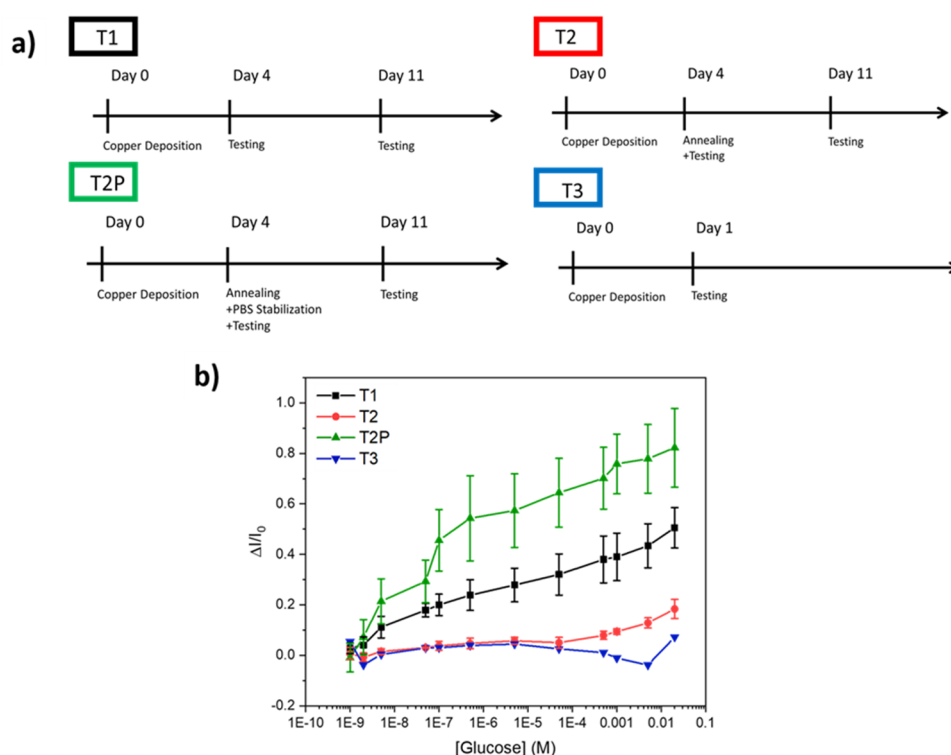 a)
T1
Day 0 Day 4 Day 11
Copper Deposition Testing Testing
T2
Day 0 Day 4 Day 11
Copper Deposition Annealing Testing
+Testing
T2P
Day 0 Day 4 Day 11
Copper Deposition Annealing Testing
+PBS Stabilization
+Testing
T3
Day 0 Day 1
Copper Deposition Testing
b)
T1
T2
T2P
T3
1.0
0.8
0.6
0.4
0.2
0.0
-0.2
ΔI/I0
1E-10 1E-9 1E-8 1E-7 1E-6 1E-5 1E-4 0.001 0.01 0.1
[Glucose] (M)